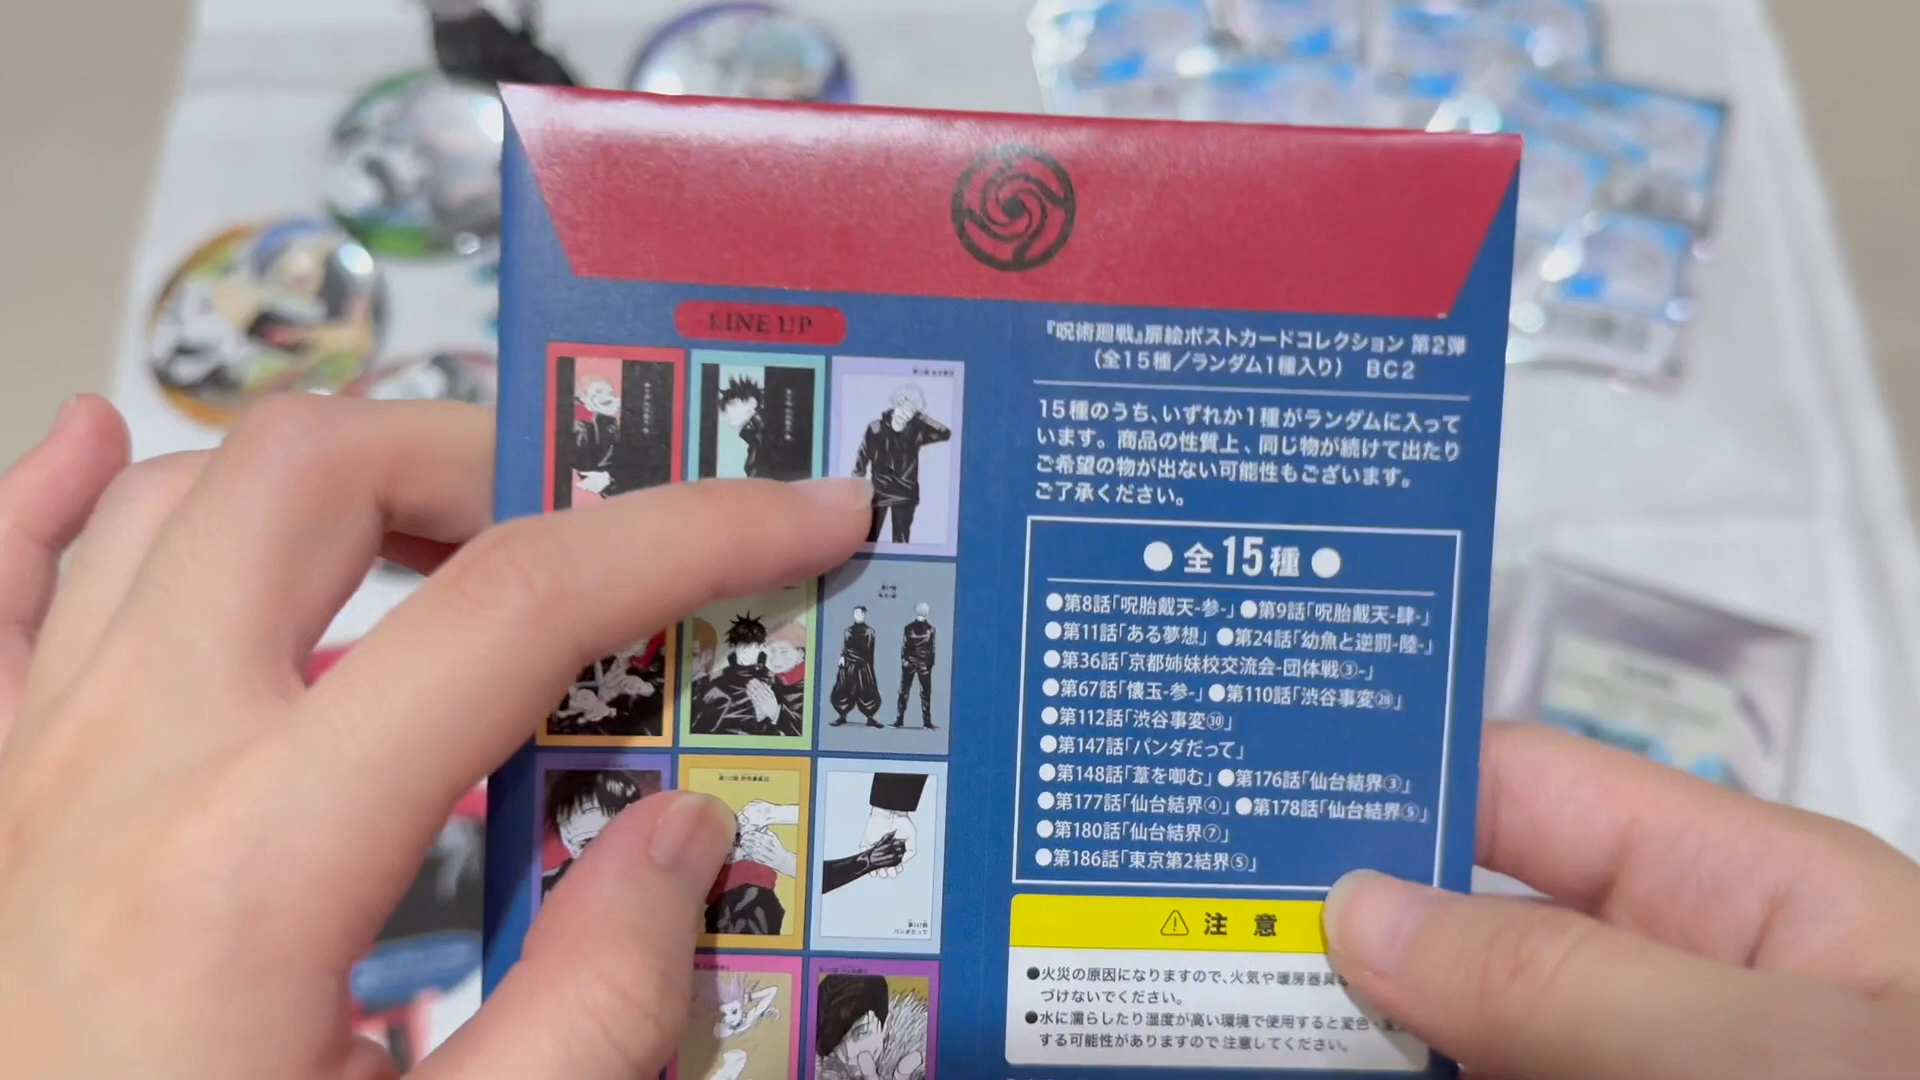 LINE UP
『呪術廻戦』扉絵ポストカードコレクション 第2弾
(全15種／ランダム1種入り) BC2
15種のうち、いずれか1種がランダムに入って
います。商品の性質上、同じ物が続けて出たり
ご希望の物が出ない可能性もございます。
ご了承ください。
●全15種●
●第8話「呪胎戴天-参-」●第9話「呪胎戴天-肆-」
●第11話「ある夢想」●第24話「幼魚と逆罰-陸-」
●第36話「京都姉妹校交流会-団体戦③-」
●第67話「懐玉-参-」●第110話「渋谷事変㉘」
●第112話「渋谷事変㉚」
●第147話「パンダだって」
●第148話「葦を啣む」●第176話「仙台結界③」
●第177話「仙台結界④」●第178話「仙台結界⑤」
●第180話「仙台結界⑦」
●第186話「東京第2結界⑤」
注意
●火災の原因になりますので、火気や暖房器具
づけないでください。
●水に濡らしたり湿度が高い環境で使用すると変色・
する可能性がありますので注意してください。
第147話
パンダだって